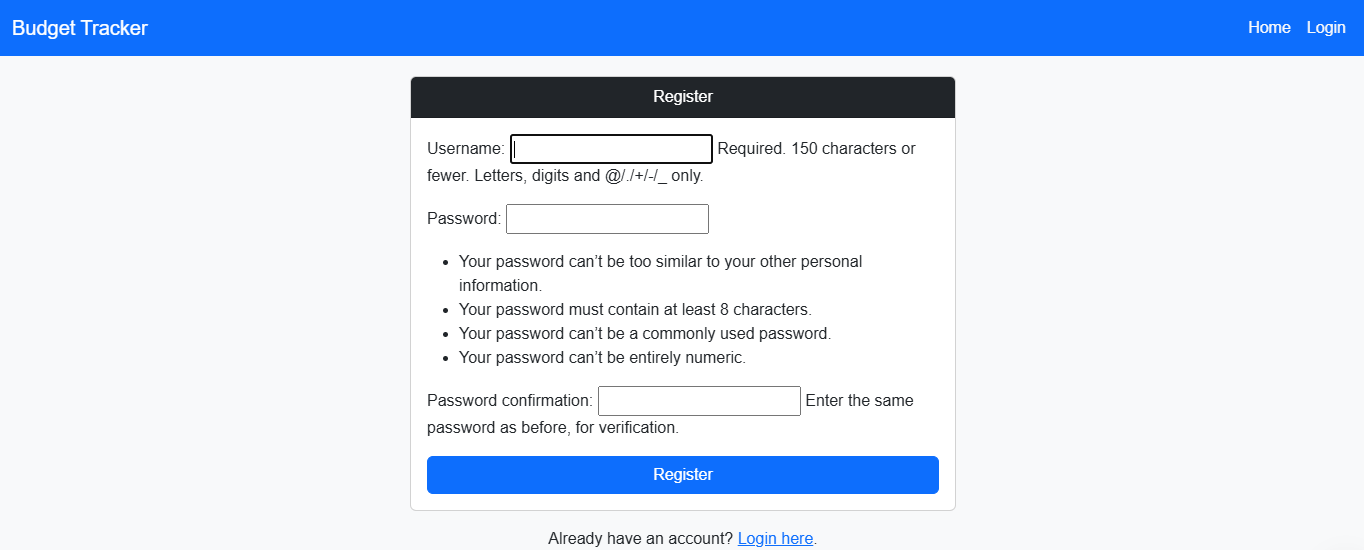 Budget Tracker
Home Login
Register
Username: Required. 150 characters or
fewer. Letters, digits and @/./+/-/_ only.
Password:
• Your password can’t be too similar to your other personal
information.
• Your password must contain at least 8 characters.
• Your password can’t be a commonly used password.
• Your password can’t be entirely numeric.
Password confirmation: Enter the same
password as before, for verification.
Register
Already have an account? Login here.